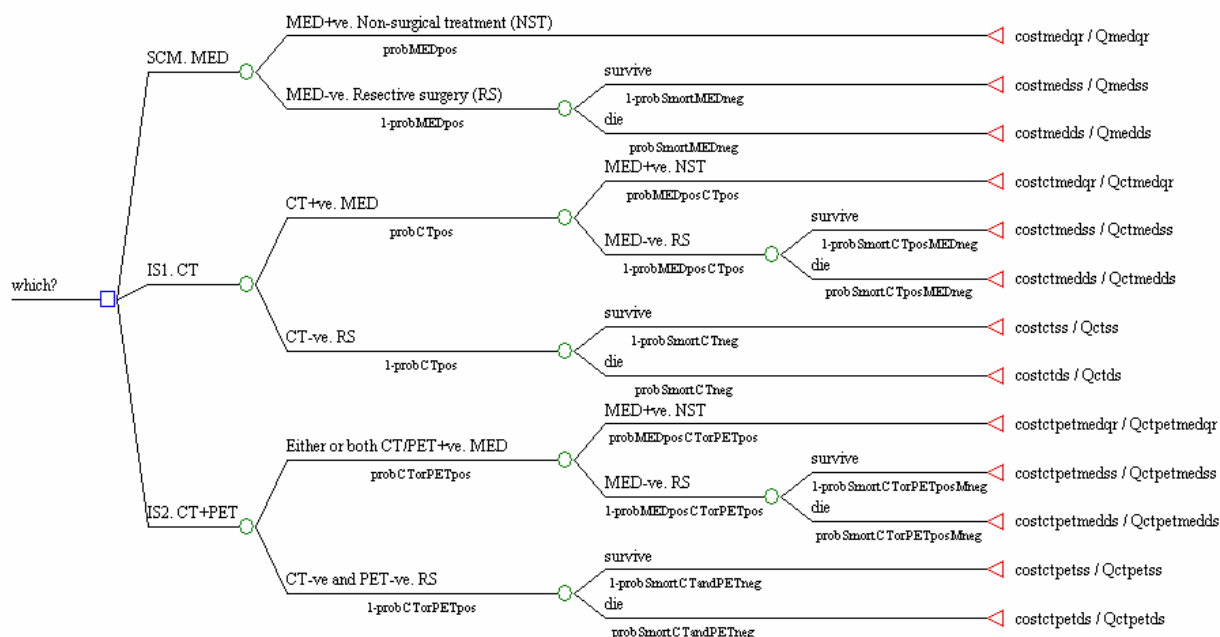 MED+ve. Non-surgical treatment (NST)
probMEDpos
costmedqr / Qmedqr
SCM. MED
MED-ve. Resective surgery (RS)
1-probMEDpos
survive
1-probSmortMEDneg
costmedss / Qmedss
die
probSmortMEDneg
costmedds / Qmedds
which?
IS1. CT
CT+ve. MED
probCTpos
MED+ve. NST
probMEDposCTpos
costctmedqr / Qctmedqr
MED-ve. RS
1-probMEDposCTpos
survive
1-probSmortCTposMEDneg
costctmedss / Qctmedss
die
probSmortCTposMEDneg
costctmedds / Qctmedds
CT-ve. RS
1-probCTpos
survive
1-probSmortCTneg
costctss / Qctss
die
probSmortCTneg
costctds / Qctds
IS2. CT+PET
Either or both CT/PET+ve. MED
probCTorPETpos
MED+ve. NST
probMEDposCTorPETpos
costctpetmedqr / Qctpetmedqr
MED-ve. RS
1-probMEDposCTorPETpos
survive
1-probSmortCTorPETposMneg
costctpetmedss / Qctpetmedss
die
probSmortCTorPETposMneg
costctpetmedds / Qctpetmedds
CT-ve and PET-ve. RS
1-probCTorPETpos
survive
1-probSmortCTandPETneg
costctpetss / Qctpetss
die
probSmortCTandPETneg
costctpetds / Qctpetds